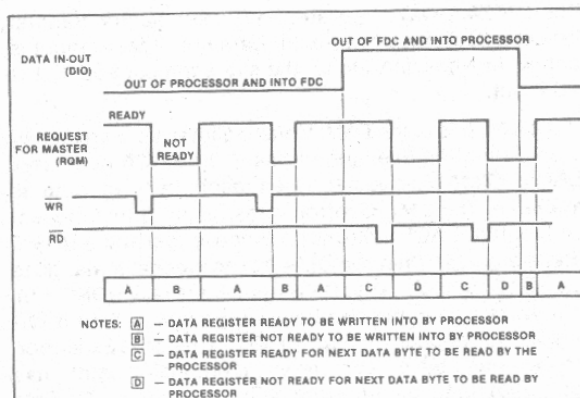 OUT OF FDC AND INTO PROCESSOR
DATA IN-OUT
(DIO)
OUT OF PROCESSOR AND INTO FDC
READY
REQUEST
FOR MASTER
(RQM)
NOT
READY
WR
RD
A B A B A C D C D B A
NOTES: A — DATA REGISTER READY TO BE WRITTEN INTO BY PROCESSOR
B — DATA REGISTER NOT READY TO BE WRITTEN INTO BY PROCESSOR
C — DATA REGISTER READY FOR NEXT DATA BYTE TO BE READ BY THE
PROCESSOR
D — DATA REGISTER NOT READY FOR NEXT DATA BYTE TO BE READ BY
PROCESSOR